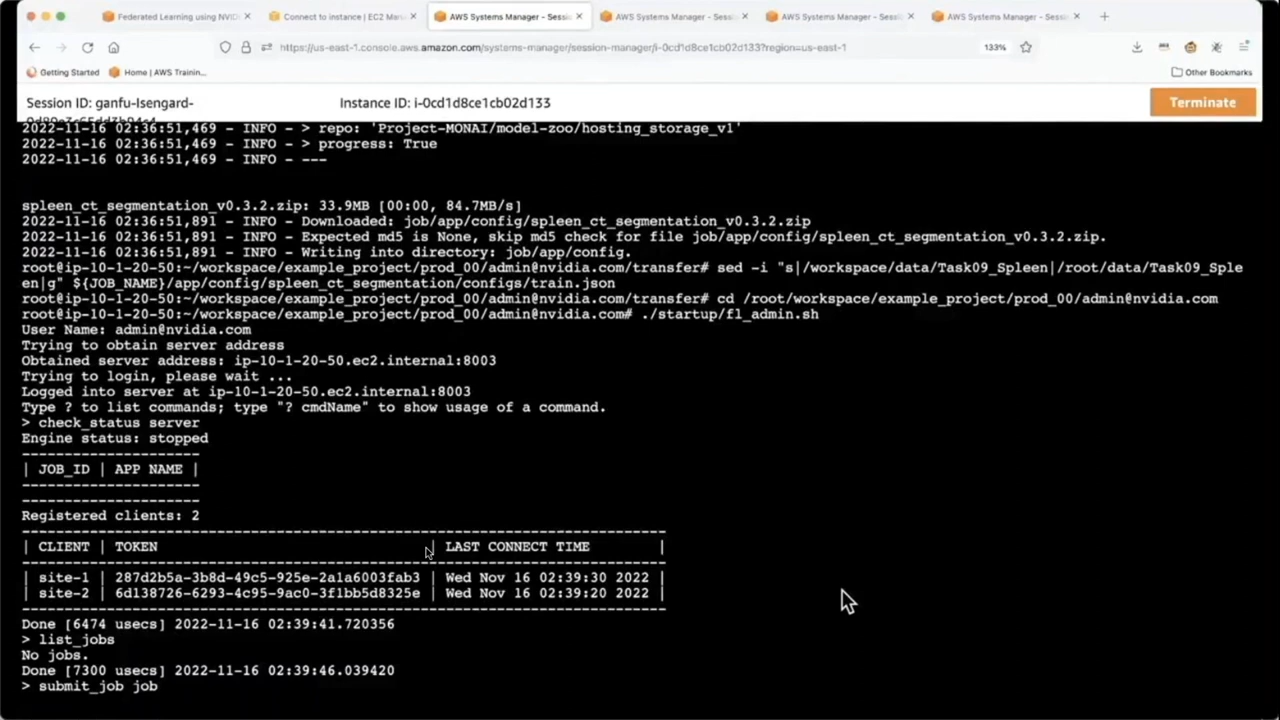 Federated Learning using NVID
Connect to instance | EC2 Man
AWS Systems Manager - Sessi
AWS Systems Manager - Sessi
AWS Systems Manager - Sessi
AWS Systems Manager - Sessi
https://us-east-1.console.aws.amazon.com/systems-manager/session-manager/i-0cd1d8ce1cb02d133?region=us-east-1
133%
Getting Started
Home | AWS Trainin...
Other Bookmarks
Session ID: ganfu-Isengard-
Instance ID: i-0cd1d8ce1cb02d133
Terminate
2022-11-16 02:36:51,469 - INFO - > repo: 'Project-MONAI/model-zoo/hosting_storage_v1'
2022-11-16 02:36:51,469 - INFO - > progress: True
2022-11-16 02:36:51,469 - INFO - ---
spleen_ct_segmentation_v0.3.2.zip: 33.9MB [00:00, 84.7MB/s]
2022-11-16 02:36:51,891 - INFO - Downloaded: job/app/config/spleen_ct_segmentation_v0.3.2.zip
2022-11-16 02:36:51,891 - INFO - Expected md5 is None, skip md5 check for file job/app/config/spleen_ct_segmentation_v0.3.2.zip.
2022-11-16 02:36:51,891 - INFO - Writing into directory: job/app/config.
root@ip-10-1-20-50:~/workspace/example_project/prod_00/admin@nvidia.com/transfer# sed -i "s|/workspace/data/Task09_Spleen|/root/data/Task09_Sple
en|g" ${JOB_NAME}/app/config/spleen_ct_segmentation/configs/train.json
root@ip-10-1-20-50:~/workspace/example_project/prod_00/admin@nvidia.com/transfer# cd /root/workspace/example_project/prod_00/admin@nvidia.com
root@ip-10-1-20-50:~/workspace/example_project/prod_00/admin@nvidia.com# ./startup/fl_admin.sh
User Name: admin@nvidia.com
Trying to obtain server address
Obtained server address: ip-10-1-20-50.ec2.internal:8003
Trying to login, please wait ...
Logged into server at ip-10-1-20-50.ec2.internal:8003
Type ? to list commands; type "? cmdName" to show usage of a command.
> check_status server
Engine status: stopped
---------------------
| JOB_ID | APP NAME |
---------------------
---------------------
Registered clients: 2
-------------------------------------------------------------------------------
| CLIENT | TOKEN | LAST CONNECT TIME |
-------------------------------------------------------------------------------
| site-1 | 287d2b5a-3b8d-49c5-925e-2a1a6003fab3 | Wed Nov 16 02:39:30 2022 |
| site-2 | 6d138726-6293-4c95-9ac0-3f1bb5d8325e | Wed Nov 16 02:39:20 2022 |
-------------------------------------------------------------------------------
Done [6474 usecs] 2022-11-16 02:39:41.720356
> list_jobs
No jobs.
Done [7300 usecs] 2022-11-16 02:39:46.039420
> submit_job job